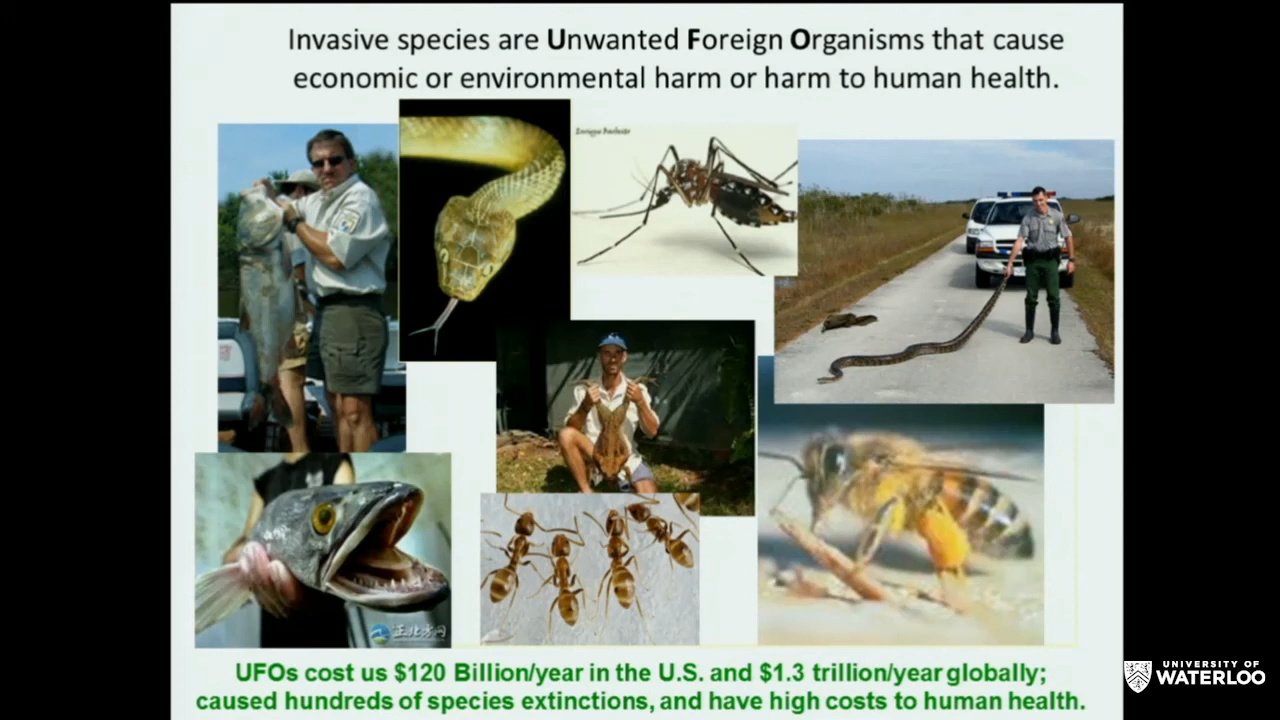 Invasive species are Unwanted Foreign Organisms that cause
economic or environmental harm or harm to human health.
UFOs cost us $120 Billion/year in the U.S. and $1.3 trillion/year globally;
caused hundreds of species extinctions, and have high costs to human health.
UNIVERSITY OF
WATERLOO